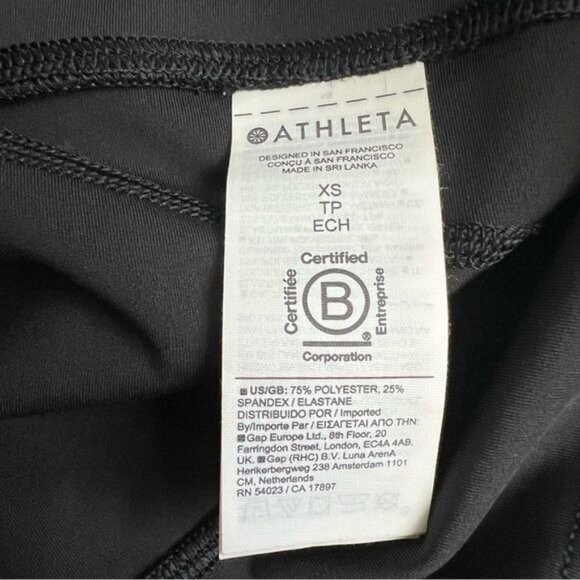 ATHLETA
DESIGNED IN SAN FRANCISCO
CONÇU À SAN FRANCISCO
MADE IN SRI LANKA
XS
TP
ECH
Certified
Certifiée
B
Entreprise
®
Corporation
US/GB: 75% POLYESTER, 25%
SPANDEX / ELASTANE
DISTRIBUIDO POR / Imported
By/Importe Par / ΕΙΣΑΓΕΤΑΙ ΑΠΟ ΤΗΝ:
Gap Europe Ltd., 8th Floor, 20
Farringdon Street, London, EC4A 4AB,
UK. Gap (RHC) B.V. Luna ArenA
Herikerbergweg 238 Amsterdam 1101
CM, Netherlands
RN 54023 / CA 17897